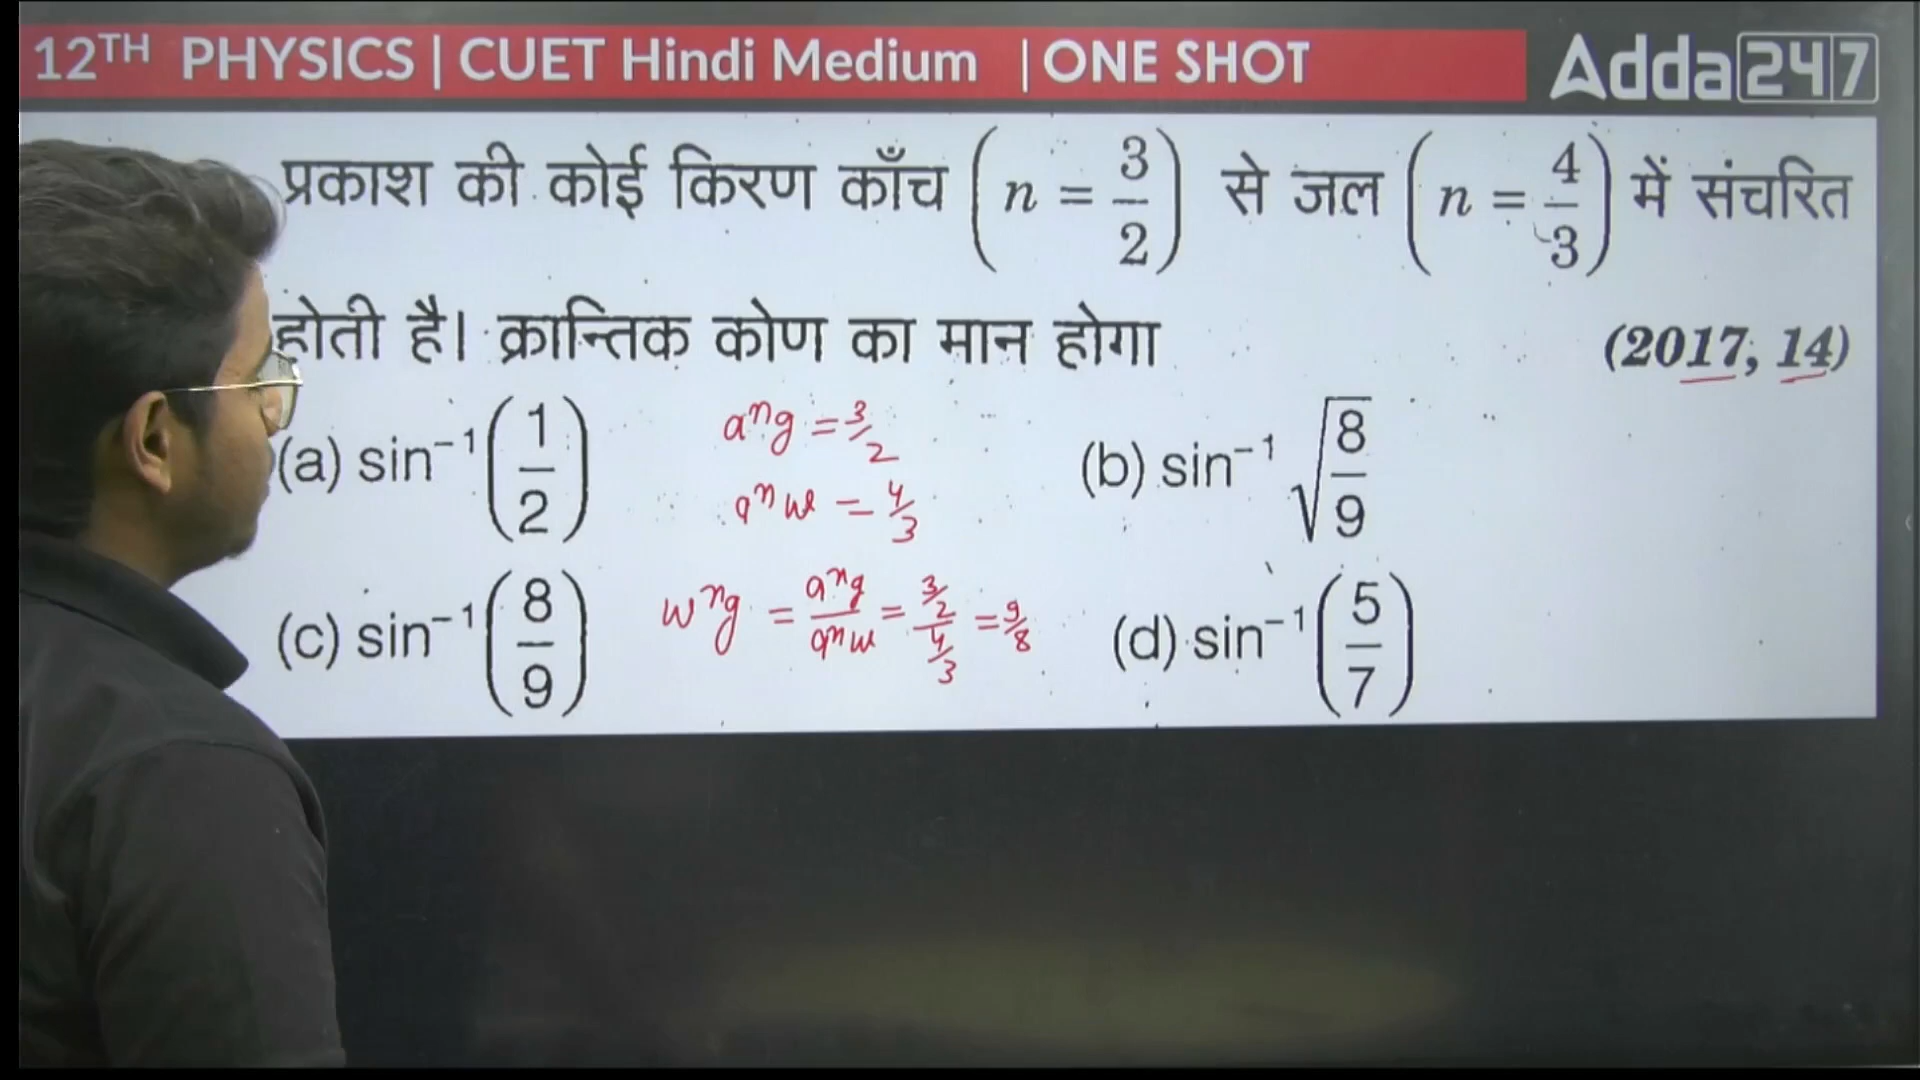 12TH PHYSICS | CUET Hindi Medium | ONE SHOT
Adda 247
प्रकाश की कोई किरण काँच (n = 3/2) से जल (n = 4/3) में संचरित
होती है। क्रान्तिक कोण का मान होगा (2017, 14)
(a) sin⁻¹(1/2) (b) sin⁻¹ √(8/9)
aⁿg = 3/2
aⁿw = 4/3
(c) sin⁻¹(8/9) (d) sin⁻¹(5/7)
wⁿg = aⁿg/aⁿw = 3/2 / 4/3 = 9/8